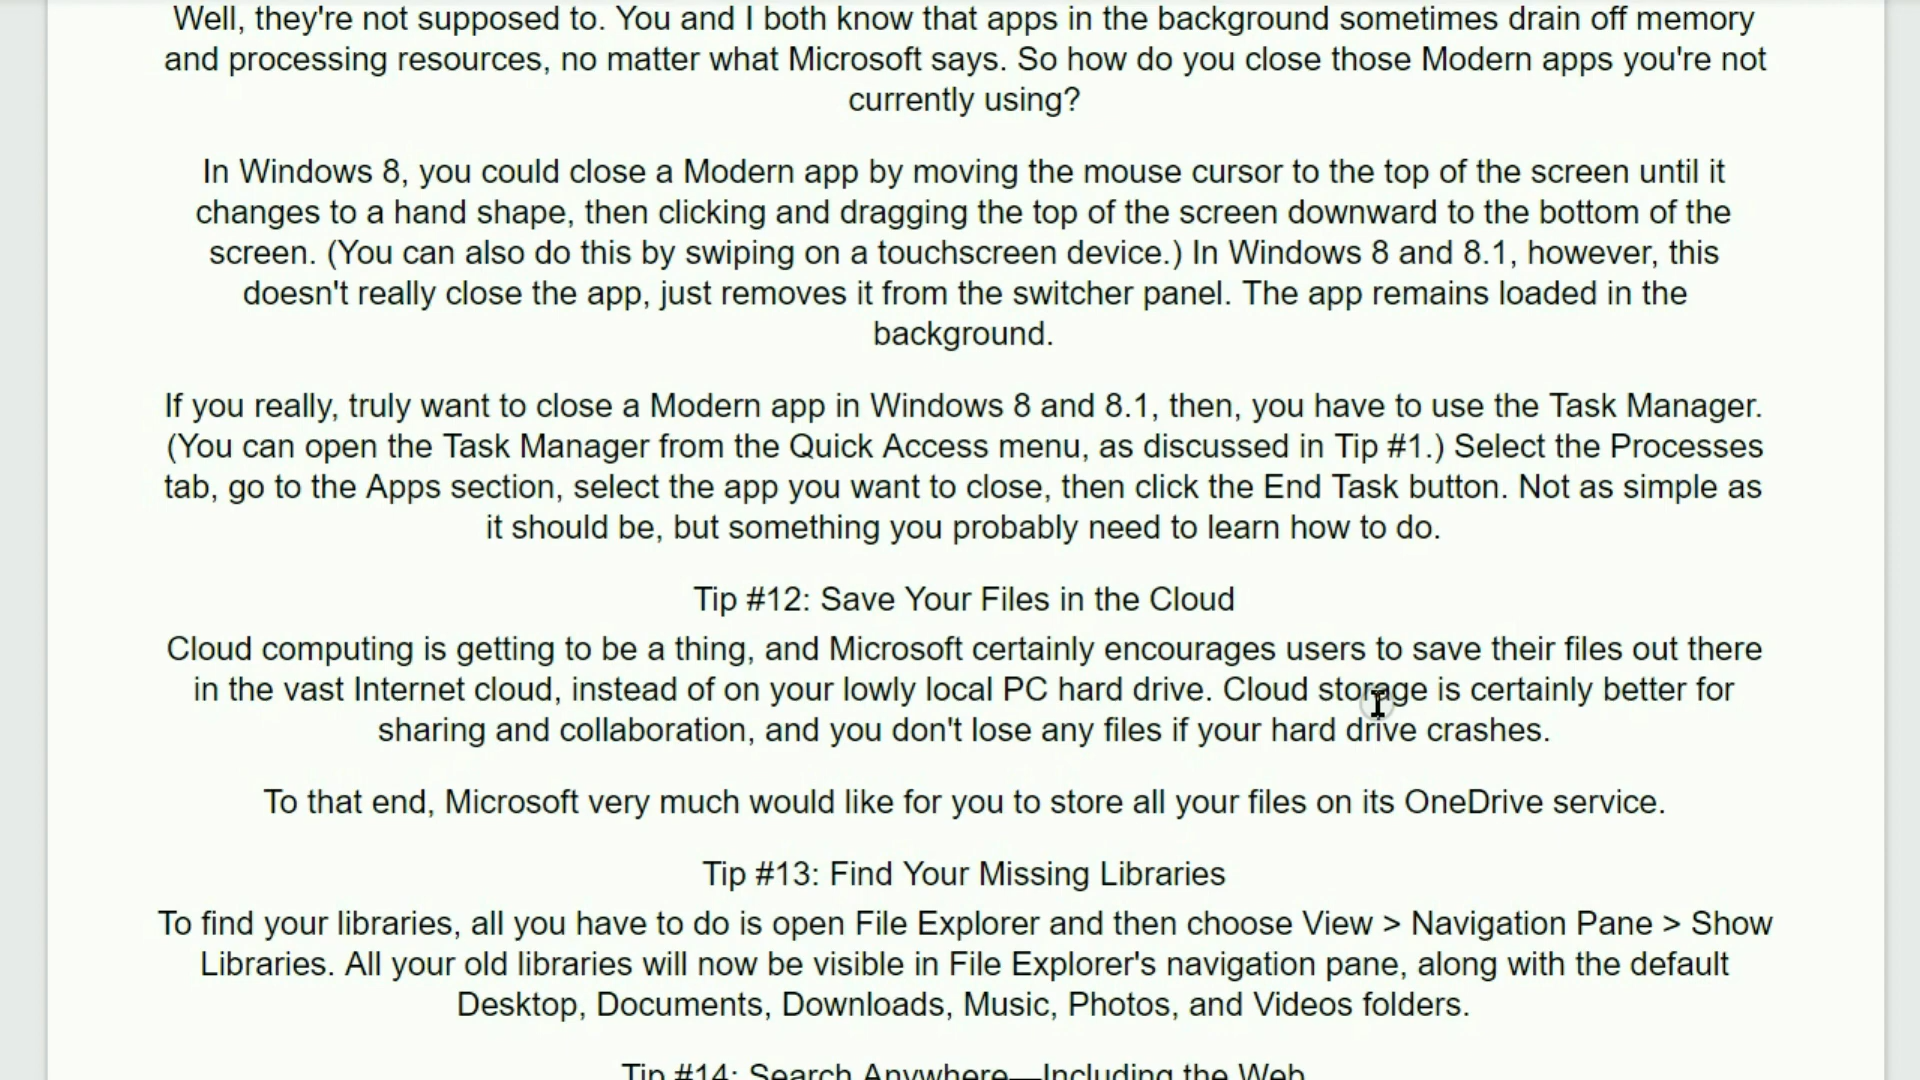 Well, they're not supposed to. You and I both know that apps in the background sometimes drain off memory
and processing resources, no matter what Microsoft says. So how do you close those Modern apps you're not
currently using?
In Windows 8, you could close a Modern app by moving the mouse cursor to the top of the screen until it
changes to a hand shape, then clicking and dragging the top of the screen downward to the bottom of the
screen. (You can also do this by swiping on a touchscreen device.) In Windows 8 and 8.1, however, this
doesn't really close the app, just removes it from the switcher panel. The app remains loaded in the
background.
If you really, truly want to close a Modern app in Windows 8 and 8.1, then, you have to use the Task Manager.
(You can open the Task Manager from the Quick Access menu, as discussed in Tip #1.) Select the Processes
tab, go to the Apps section, select the app you want to close, then click the End Task button. Not as simple as
it should be, but something you probably need to learn how to do.
Tip #12: Save Your Files in the Cloud
Cloud computing is getting to be a thing, and Microsoft certainly encourages users to save their files out there
in the vast Internet cloud, instead of on your lowly local PC hard drive. Cloud storage is certainly better for
sharing and collaboration, and you don't lose any files if your hard drive crashes.
To that end, Microsoft very much would like for you to store all your files on its OneDrive service.
Tip #13: Find Your Missing Libraries
To find your libraries, all you have to do is open File Explorer and then choose View > Navigation Pane > Show
Libraries. All your old libraries will now be visible in File Explorer's navigation pane, along with the default
Desktop, Documents, Downloads, Music, Photos, and Videos folders.
Tip #14: Search Anywhere—Including the Web